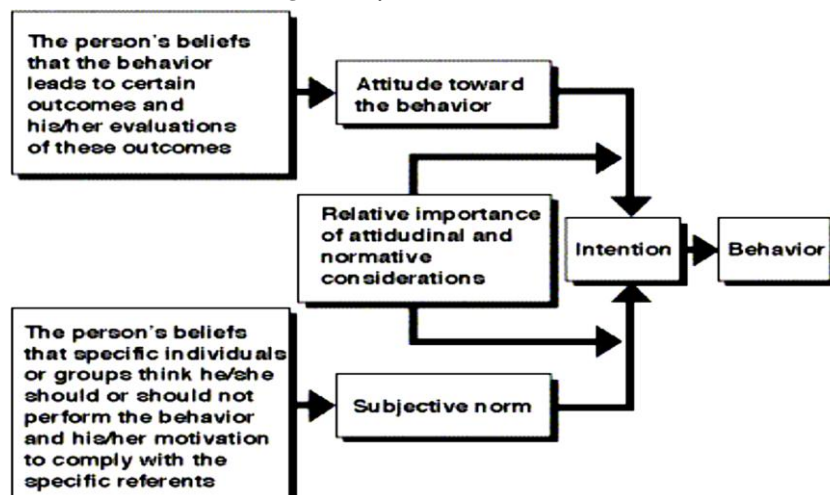 The person's beliefs
that the behavior
leads to certain
outcomes and
his/her evaluations
of these outcomes
Attitude toward
the behavior
Relative importance
of attidudinal and
normative
considerations
Intention
Behavior
The person's beliefs
that specific individuals
or groups think he/she
should or should not
perform the behavior
and his/her motivation
to comply with the
specific referents
Subjective norm